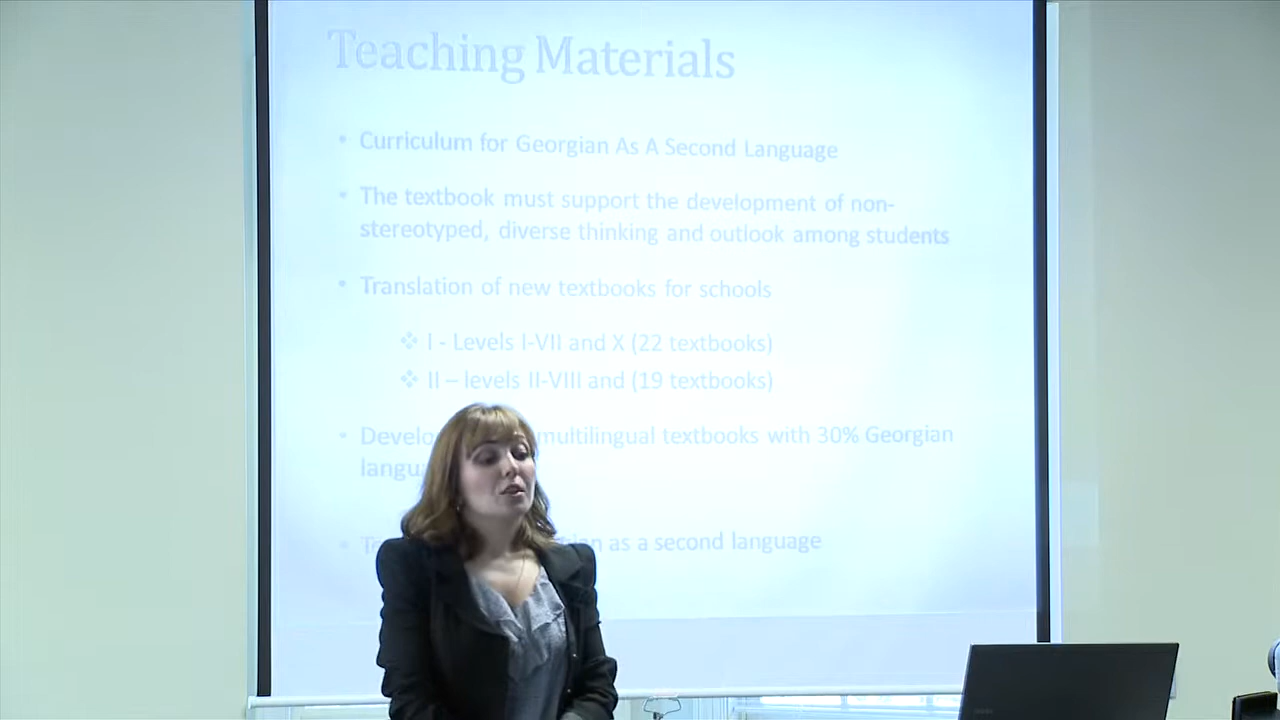 Teaching Materials
• Curriculum for Georgian As A Second Language
• The textbook must support the development of non-
stereotyped, diverse thinking and outlook among students
• Translation of new textbooks for schools
❖ I - Levels I-VII and X (22 textbooks)
❖ II – levels II-VIII and (19 textbooks)
• multilingual textbooks with 30% Georgian
• as a second language